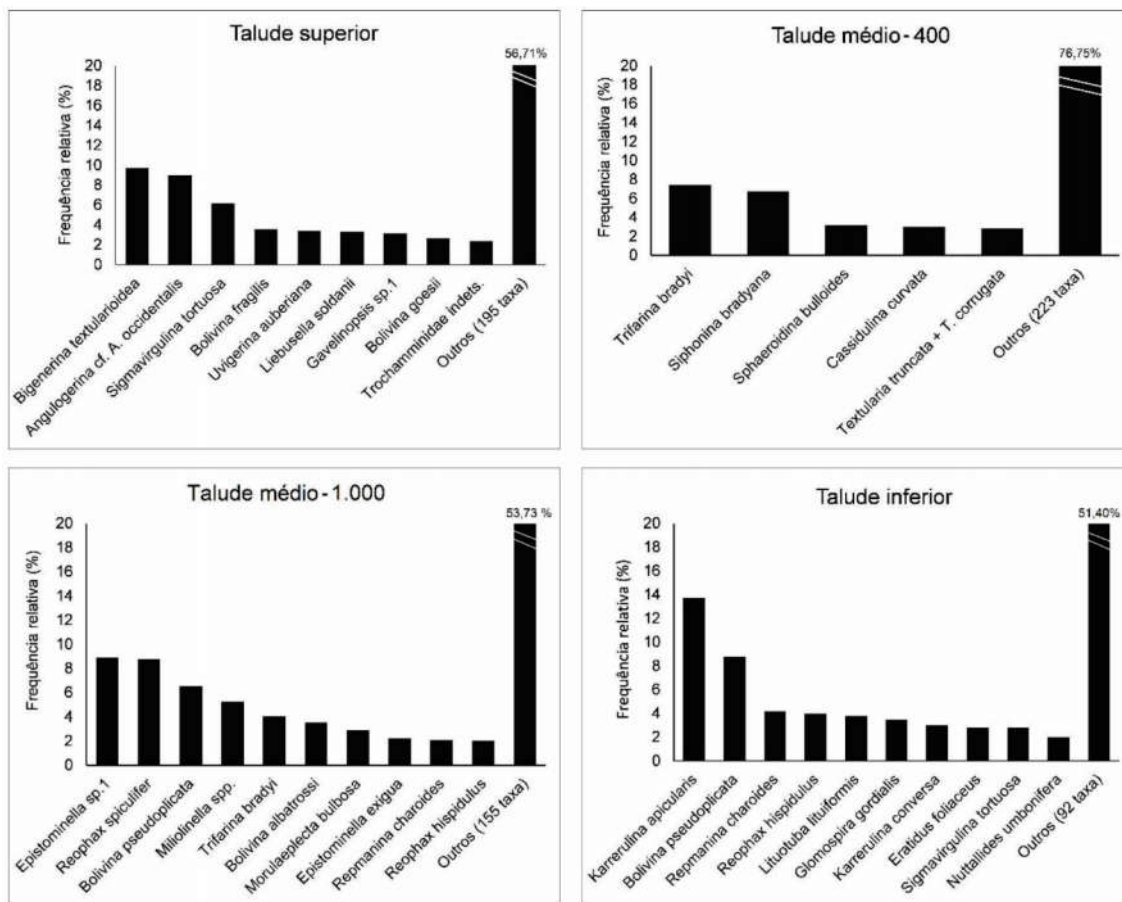 Talude superior
56,71%
Frequência relativa (%)
20
18
16
14
12
10
8
6
4
2
0
Bigenerina textularioidea
Angulogerina cf. A. occidentalis
Sigmavirgulina tortuosa
Bolivina fragilis
Uvigerina auberiana
Liebusella soldanii
Gavelinopsis sp.1
Bolivina goesii
Trochamminidae indets.
Outros (195 taxa)
Talude médio - 400
76,75%
Frequência relativa (%)
20
18
16
14
12
10
8
6
4
2
0
Trifarina bradyi
Siphonina bradyana
Sphaeroidina bulloides
Cassidulina curvata
Textularia truncata + T. corrugata
Outros (223 taxa)
Talude médio - 1.000
53,73 %
Frequência relativa (%)
20
18
16
14
12
10
8
6
4
2
0
Epistominella sp.1
Reophax spiculifer
Bolivina pseudoplicata
Miliolinella spp.
Trifarina bradyi
Bolivina albatrossi
Morulaeplecta bulbosa
Epistominella exigua
Repmanina charoides
Reophax hispidulus
Outros (155 taxa)
Talude inferior
51,40%
Frequência relativa (%)
20
18
16
14
12
10
8
6
4
2
0
Karrerulina apicularis
Bolivina pseudoplicata
Repmanina charoides
Reophax hispidulus
Lituotuba lituiformis
Glomospira gordialis
Karrerulina conversa
Eratidus foliaceus
Sigmavirgulina tortuosa
Nuttallides umbonifera
Outros (92 taxa)